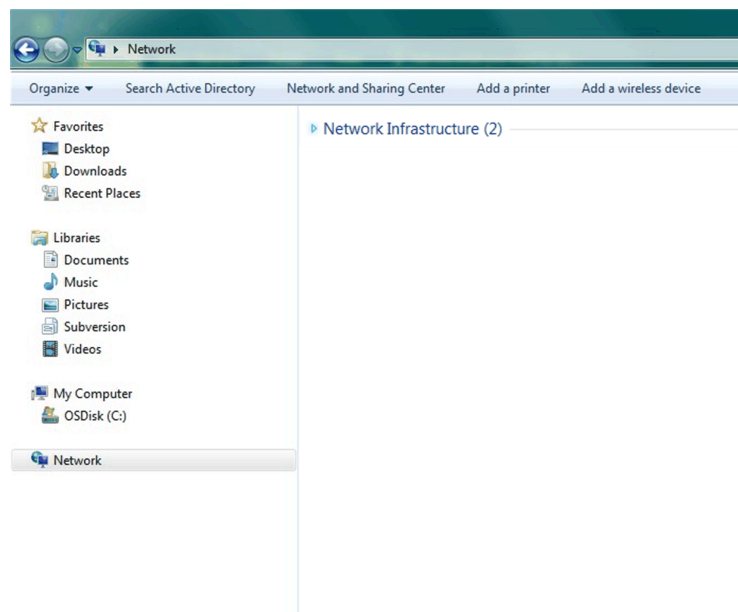 Network
Organize Search Active Directory Network and Sharing Center Add a printer Add a wireless device
Favorites
Desktop
Downloads
Recent Places
Libraries
Documents
Music
Pictures
Subversion
Videos
My Computer
OSDisk (C:)
Network
Network Infrastructure (2)